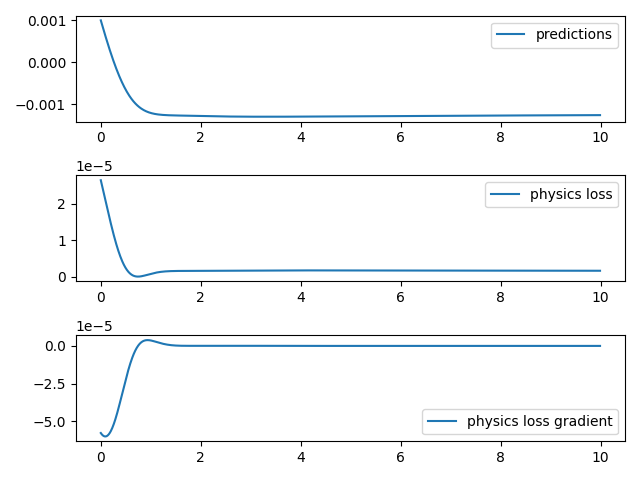 0.001
0.000
−0.001
predictions
0 2 4 6 8 10
1e−5
2
1
0
physics loss
0 2 4 6 8 10
1e−5
0.0
−2.5
−5.0
physics loss gradient
0 2 4 6 8 10